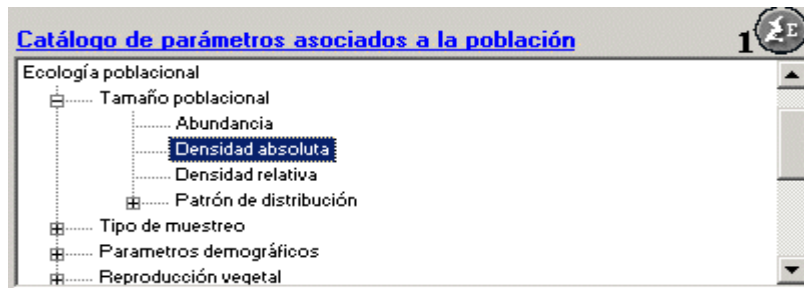 Catálogo de parámetros asociados a la población
1 E
Ecología poblacional
Tamaño poblacional
Abundancia
Densidad absoluta
Densidad relativa
Patrón de distribución
Tipo de muestreo
Parametros demográficos
Reproducción vegetal